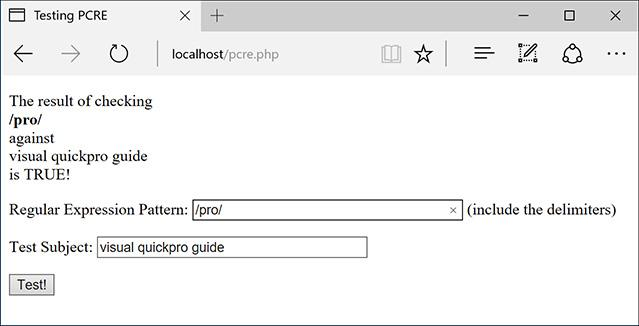 Testing PCRE
localhost/pcre.php
The result of checking
/pro/
against
visual quickpro guide
is TRUE!
Regular Expression Pattern: /pro/ (include the delimiters)
Test Subject: visual quickpro guide
Test!